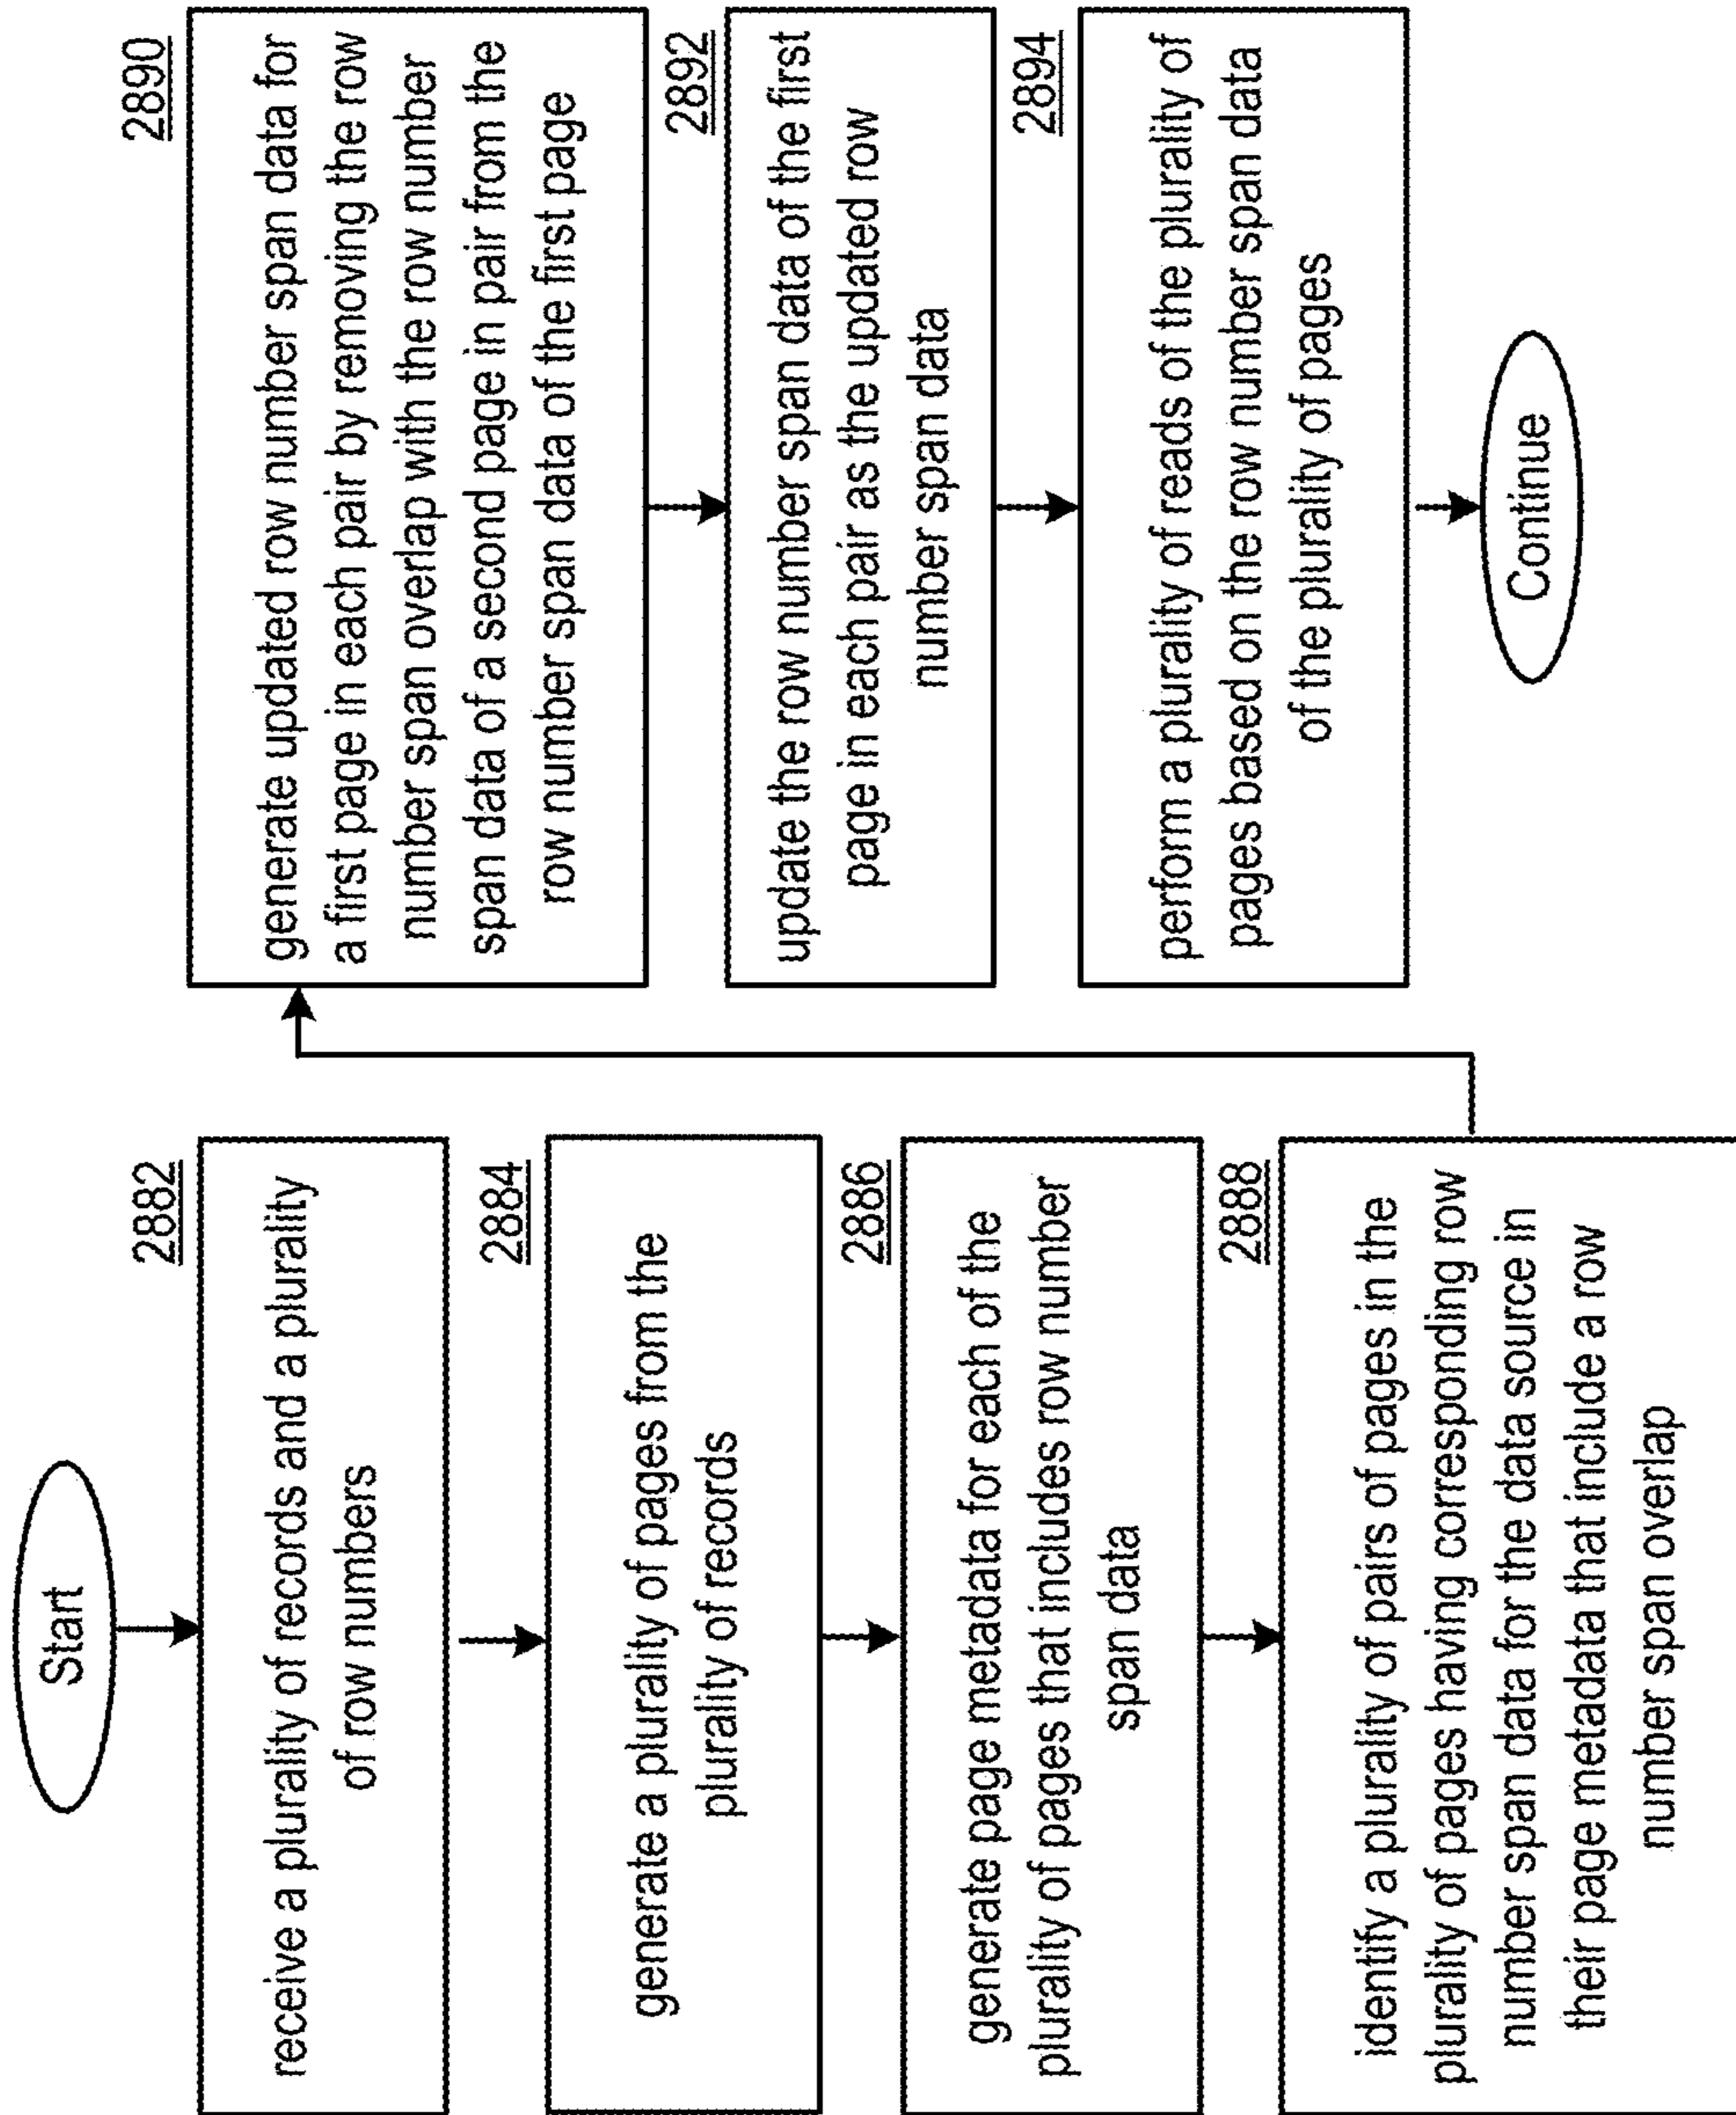 Start
2882
receive a plurality of records and a plurality
of row numbers
2884
generate a plurality of pages from the
plurality of records
2886
generate page metadata for each of the
plurality of pages that includes row number
span data
2888
identify a plurality of pairs of pages in the
plurality of pages having corresponding row
number span data for the data source in
their page metadata that include a row
number span overlap
2890
generate updated row number span data for
a first page in each pair by removing the row
number span overlap with the row number
span data of a second page in pair from the
row number span data of the first page
2892
update the row number span data of the first
page in each pair as the updated row
number span data
2894
perform a plurality of reads of the plurality of
pages based on the row number span data
of the plurality of pages
Continue